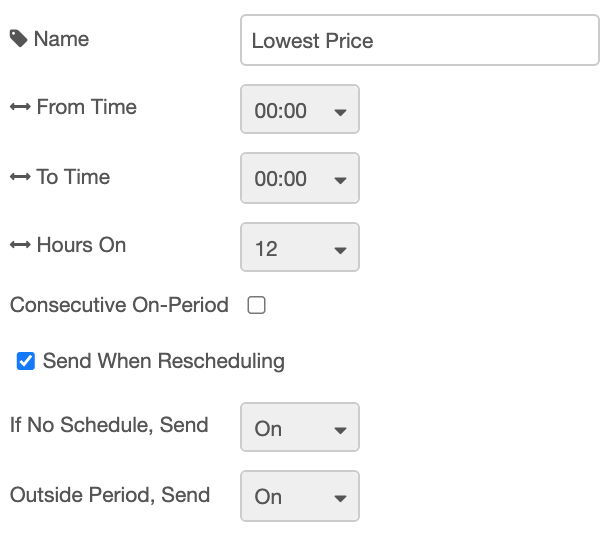 Name Lowest Price
From Time 00:00
To Time 00:00
Hours On 12
Consecutive On-Period
Send When Rescheduling
If No Schedule, Send On
Outside Period, Send On